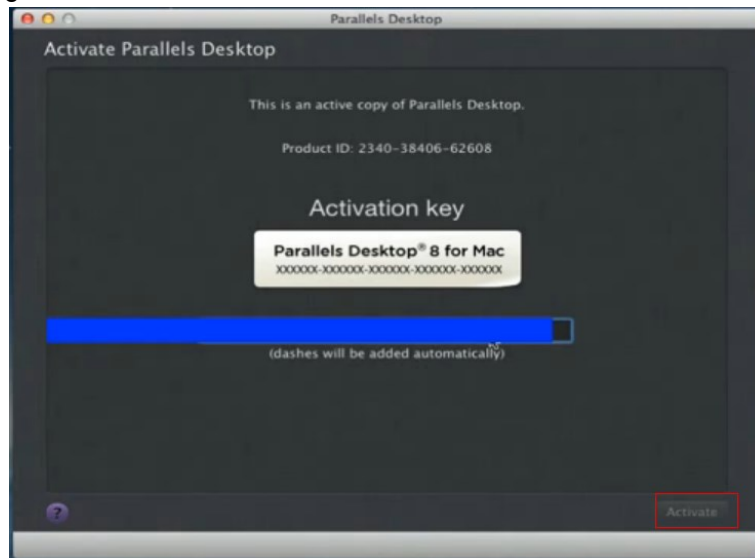 Parallels Desktop
Activate Parallels Desktop
This is an active copy of Parallels Desktop.
Product ID: 2340-38406-62608
Activation key
Parallels Desktop® 8 for Mac
XXXXXX-XXXXXX-XXXXXX-XXXXXX-XXXXXX
(dashes will be added automatically)
?
Activate